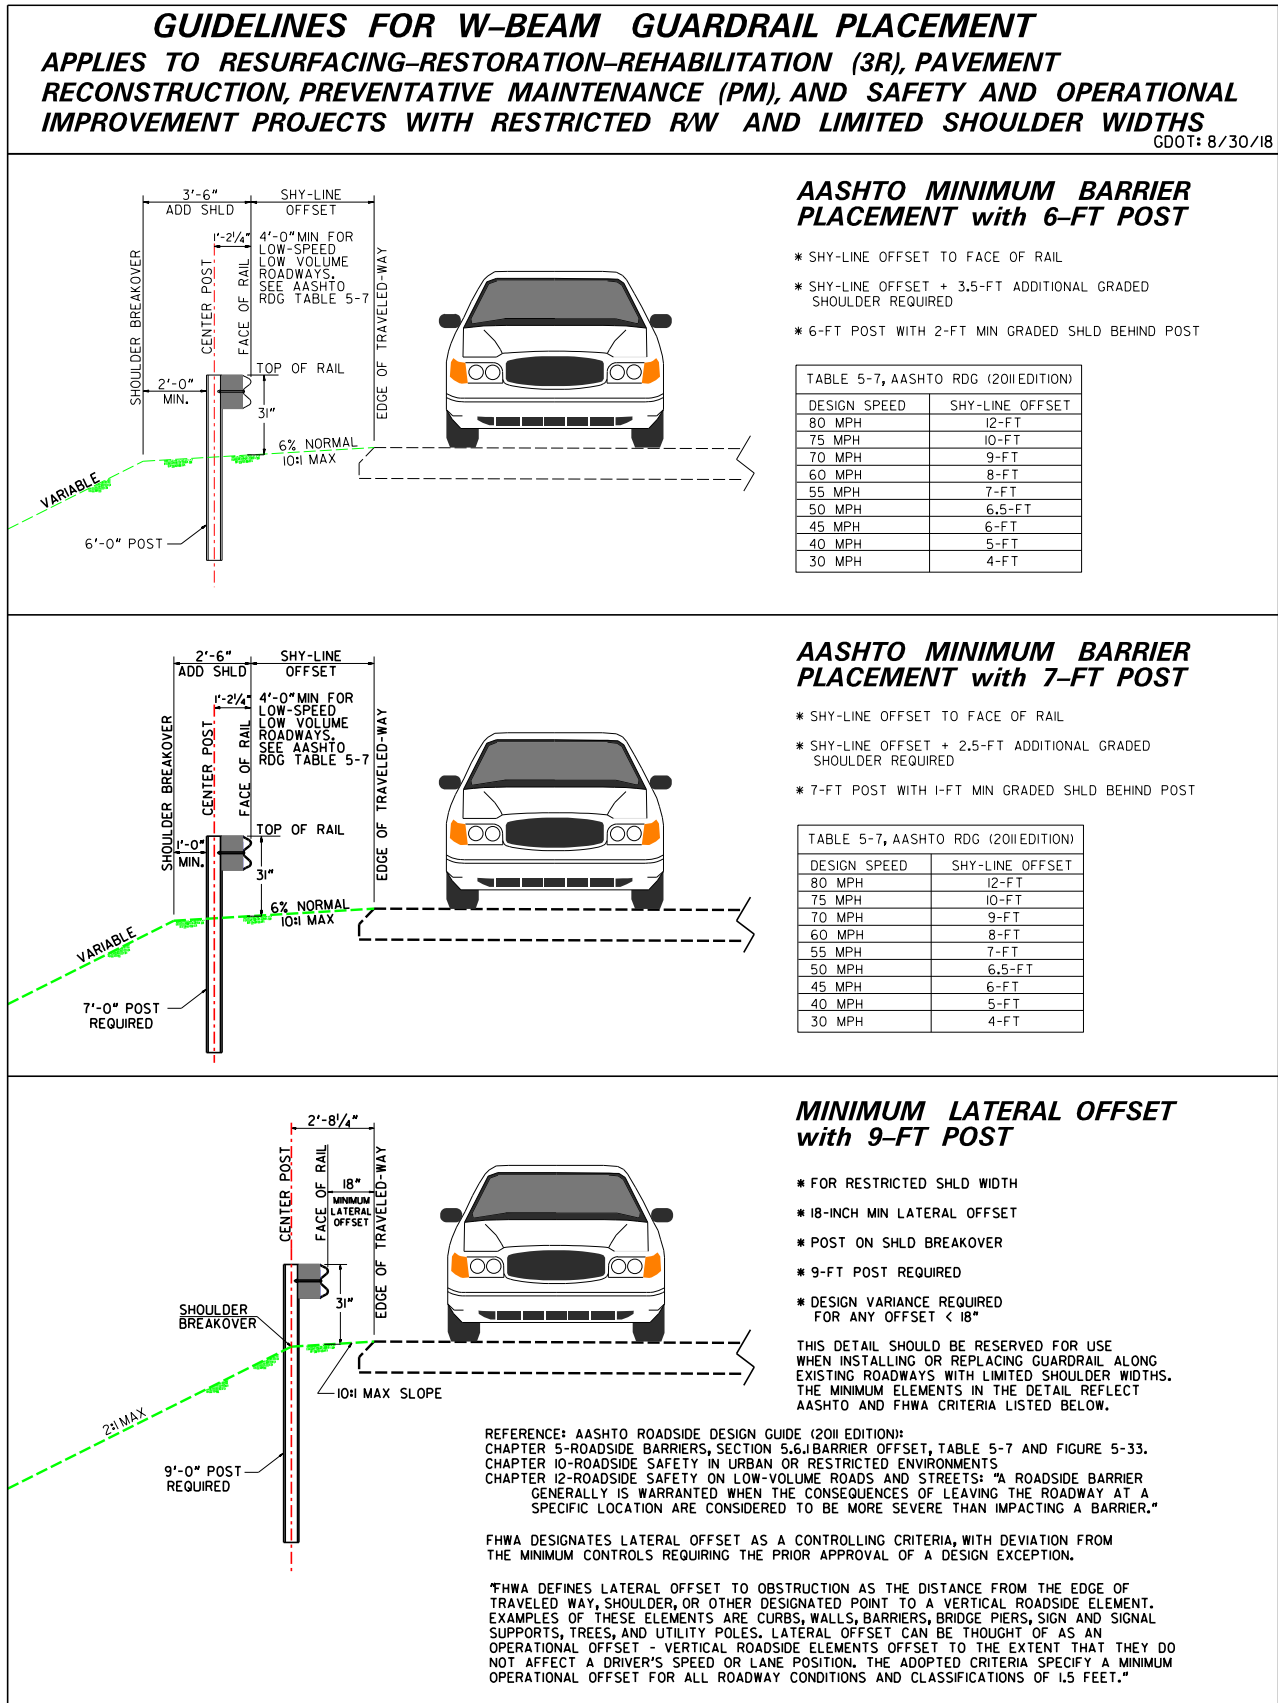 GUIDELINES FOR W-BEAM GUARDRAIL PLACEMENT
APPLIES TO RESURFACING-RESTORATION-REHABILITATION (3R), PAVEMENT
RECONSTRUCTION, PREVENTATIVE MAINTENANCE (PM), AND SAFETY AND OPERATIONAL
IMPROVEMENT PROJECTS WITH RESTRICTED R/W AND LIMITED SHOULDER WIDTHS
GDOT: 8/30/18
3'-6"
ADD SHLD
SHY-LINE
OFFSET
1'-2 1/4"
4'-0" MIN FOR
LOW-SPEED
LOW VOLUME
ROADWAYS.
SEE AASHTO
RDG TABLE 5-7
SHOULDER BREAKOVER
CENTER POST
FACE OF RAIL
EDGE OF TRAVELED-WAY
TOP OF RAIL
2'-0"
MIN.
31"
6% NORMAL
10:1 MAX
VARIABLE
6'-0" POST
AASHTO MINIMUM BARRIER
PLACEMENT with 6-FT POST
* SHY-LINE OFFSET TO FACE OF RAIL
* SHY-LINE OFFSET + 3.5-FT ADDITIONAL GRADED
SHOULDER REQUIRED
* 6-FT POST WITH 2-FT MIN GRADED SHLD BEHIND POST
TABLE 5-7, AASHTO RDG (2011 EDITION)
DESIGN SPEED SHY-LINE OFFSET
80 MPH 12-FT
75 MPH 10-FT
70 MPH 9-FT
60 MPH 8-FT
55 MPH 7-FT
50 MPH 6.5-FT
45 MPH 6-FT
40 MPH 5-FT
30 MPH 4-FT
2'-6"
ADD SHLD
SHY-LINE
OFFSET
1'-2 1/4"
4'-0" MIN FOR
LOW-SPEED
LOW VOLUME
ROADWAYS.
SEE AASHTO
RDG TABLE 5-7
SHOULDER BREAKOVER
CENTER POST
FACE OF RAIL
EDGE OF TRAVELED-WAY
TOP OF RAIL
1'-0"
MIN.
31"
6% NORMAL
10:1 MAX
VARIABLE
7'-0" POST
REQUIRED
AASHTO MINIMUM BARRIER
PLACEMENT with 7-FT POST
* SHY-LINE OFFSET TO FACE OF RAIL
* SHY-LINE OFFSET + 2.5-FT ADDITIONAL GRADED
SHOULDER REQUIRED
* 7-FT POST WITH 1-FT MIN GRADED SHLD BEHIND POST
TABLE 5-7, AASHTO RDG (2011 EDITION)
DESIGN SPEED SHY-LINE OFFSET
80 MPH 12-FT
75 MPH 10-FT
70 MPH 9-FT
60 MPH 8-FT
55 MPH 7-FT
50 MPH 6.5-FT
45 MPH 6-FT
40 MPH 5-FT
30 MPH 4-FT
2'-8 1/4"
CENTER POST
FACE OF RAIL
EDGE OF TRAVELED-WAY
18"
MINIMUM
LATERAL
OFFSET
31"
SHOULDER
BREAKOVER
10:1 MAX SLOPE
2:1 MAX
9'-0" POST
REQUIRED
MINIMUM LATERAL OFFSET
with 9-FT POST
* FOR RESTRICTED SHLD WIDTH
* 18-INCH MIN LATERAL OFFSET
* POST ON SHLD BREAKOVER
* 9-FT POST REQUIRED
* DESIGN VARIANCE REQUIRED
FOR ANY OFFSET < 18"
THIS DETAIL SHOULD BE RESERVED FOR USE
WHEN INSTALLING OR REPLACING GUARDRAIL ALONG
EXISTING ROADWAYS WITH LIMITED SHOULDER WIDTHS.
THE MINIMUM ELEMENTS IN THE DETAIL REFLECT
AASHTO AND FHWA CRITERIA LISTED BELOW.
REFERENCE: AASHTO ROADSIDE DESIGN GUIDE (2011 EDITION):
CHAPTER 5-ROADSIDE BARRIERS, SECTION 5.6.1 BARRIER OFFSET, TABLE 5-7 AND FIGURE 5-33.
CHAPTER 10-ROADSIDE SAFETY IN URBAN OR RESTRICTED ENVIRONMENTS
CHAPTER 12-ROADSIDE SAFETY ON LOW-VOLUME ROADS AND STREETS: "A ROADSIDE BARRIER
GENERALLY IS WARRANTED WHEN THE CONSEQUENCES OF LEAVING THE ROADWAY AT A
SPECIFIC LOCATION ARE CONSIDERED TO BE MORE SEVERE THAN IMPACTING A BARRIER."
FHWA DESIGNATES LATERAL OFFSET AS A CONTROLLING CRITERIA, WITH DEVIATION FROM
THE MINIMUM CONTROLS REQUIRING THE PRIOR APPROVAL OF A DESIGN EXCEPTION.
"FHWA DEFINES LATERAL OFFSET TO OBSTRUCTION AS THE DISTANCE FROM THE EDGE OF
TRAVELED WAY, SHOULDER, OR OTHER DESIGNATED POINT TO A VERTICAL ROADSIDE ELEMENT.
EXAMPLES OF THESE ELEMENTS ARE CURBS, WALLS, BARRIERS, BRIDGE PIERS, SIGN AND SIGNAL
SUPPORTS, TREES, AND UTILITY POLES. LATERAL OFFSET CAN BE THOUGHT OF AS AN
OPERATIONAL OFFSET - VERTICAL ROADSIDE ELEMENTS OFFSET TO THE EXTENT THAT THEY DO
NOT AFFECT A DRIVER'S SPEED OR LANE POSITION. THE ADOPTED CRITERIA SPECIFY A MINIMUM
OPERATIONAL OFFSET FOR ALL ROADWAY CONDITIONS AND CLASSIFICATIONS OF 1.5 FEET."